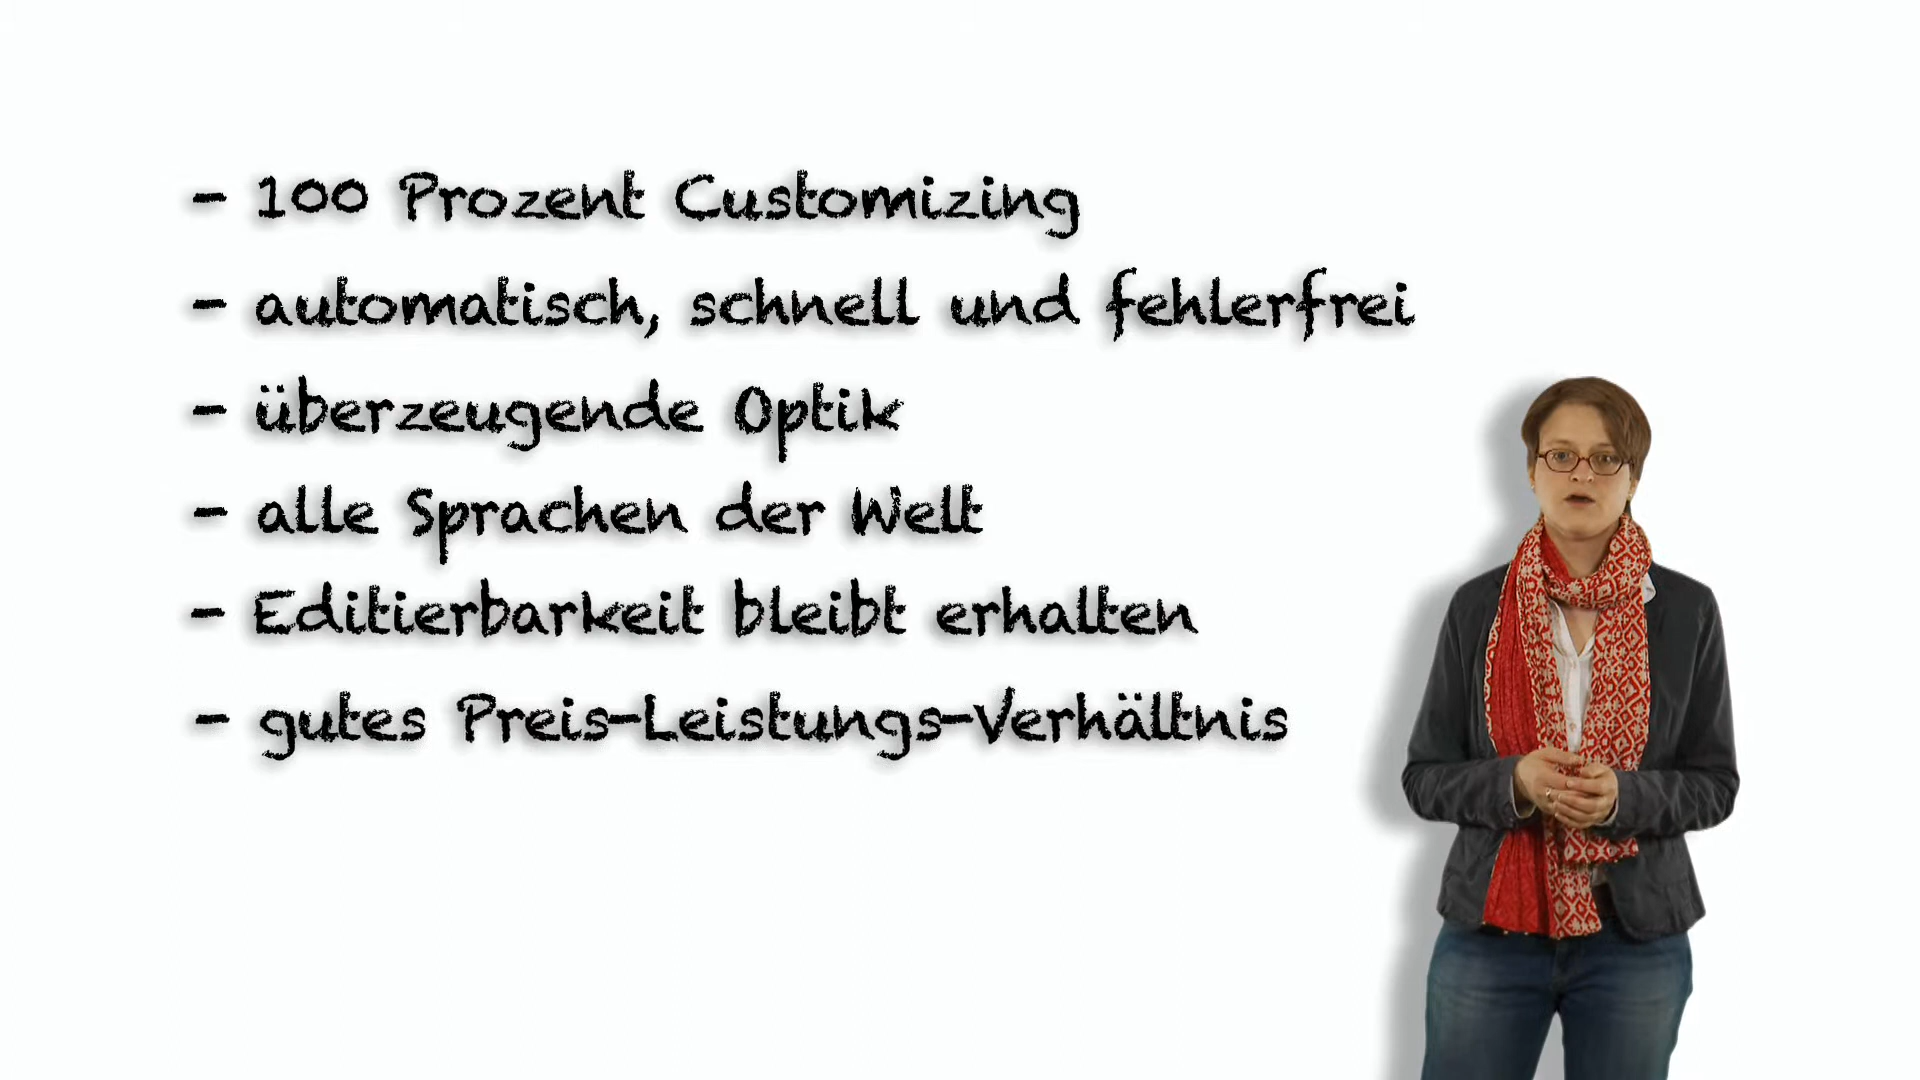 - 100 Prozent Customizing
- automatisch, schnell und fehlerfrei
- überzeugende Optik
- alle Sprachen der Welt
- Editierbarkeit bleibt erhalten
- gutes Preis-Leistungs-Verhältnis